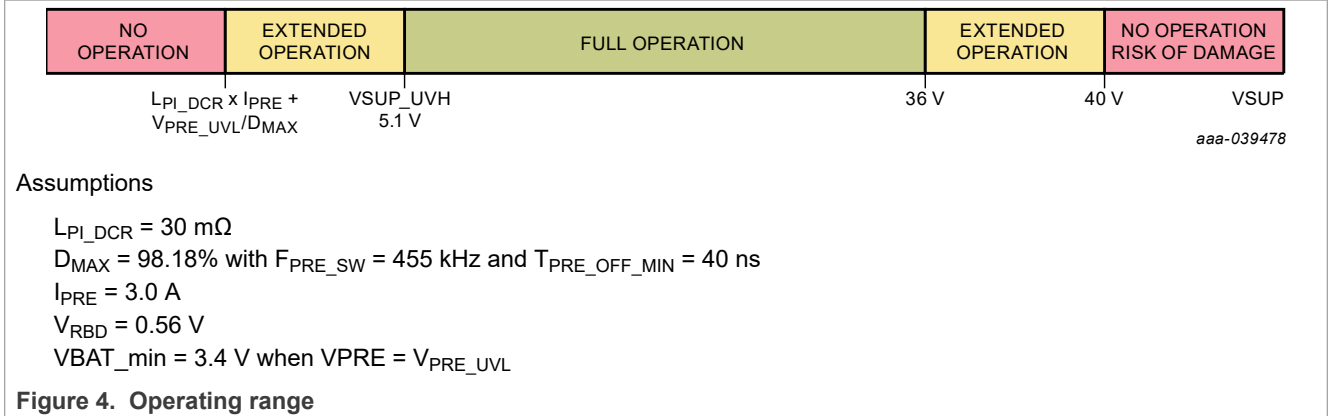 NO OPERATION
EXTENDED OPERATION
FULL OPERATION
EXTENDED OPERATION
NO OPERATION RISK OF DAMAGE
LPI_DCR x IPRE +
VPRE_UVL/DMAX
VSUP_UVH
5.1 V
36 V
40 V
VSUP
aaa-039478
Assumptions
LPI_DCR = 30 mΩ
DMAX = 98.18% with FPRE_SW = 455 kHz and TPRE_OFF_MIN = 40 ns
IPRE = 3.0 A
VRBD = 0.56 V
VBAT_min = 3.4 V when VPRE = VPRE_UVL
Figure 4. Operating range